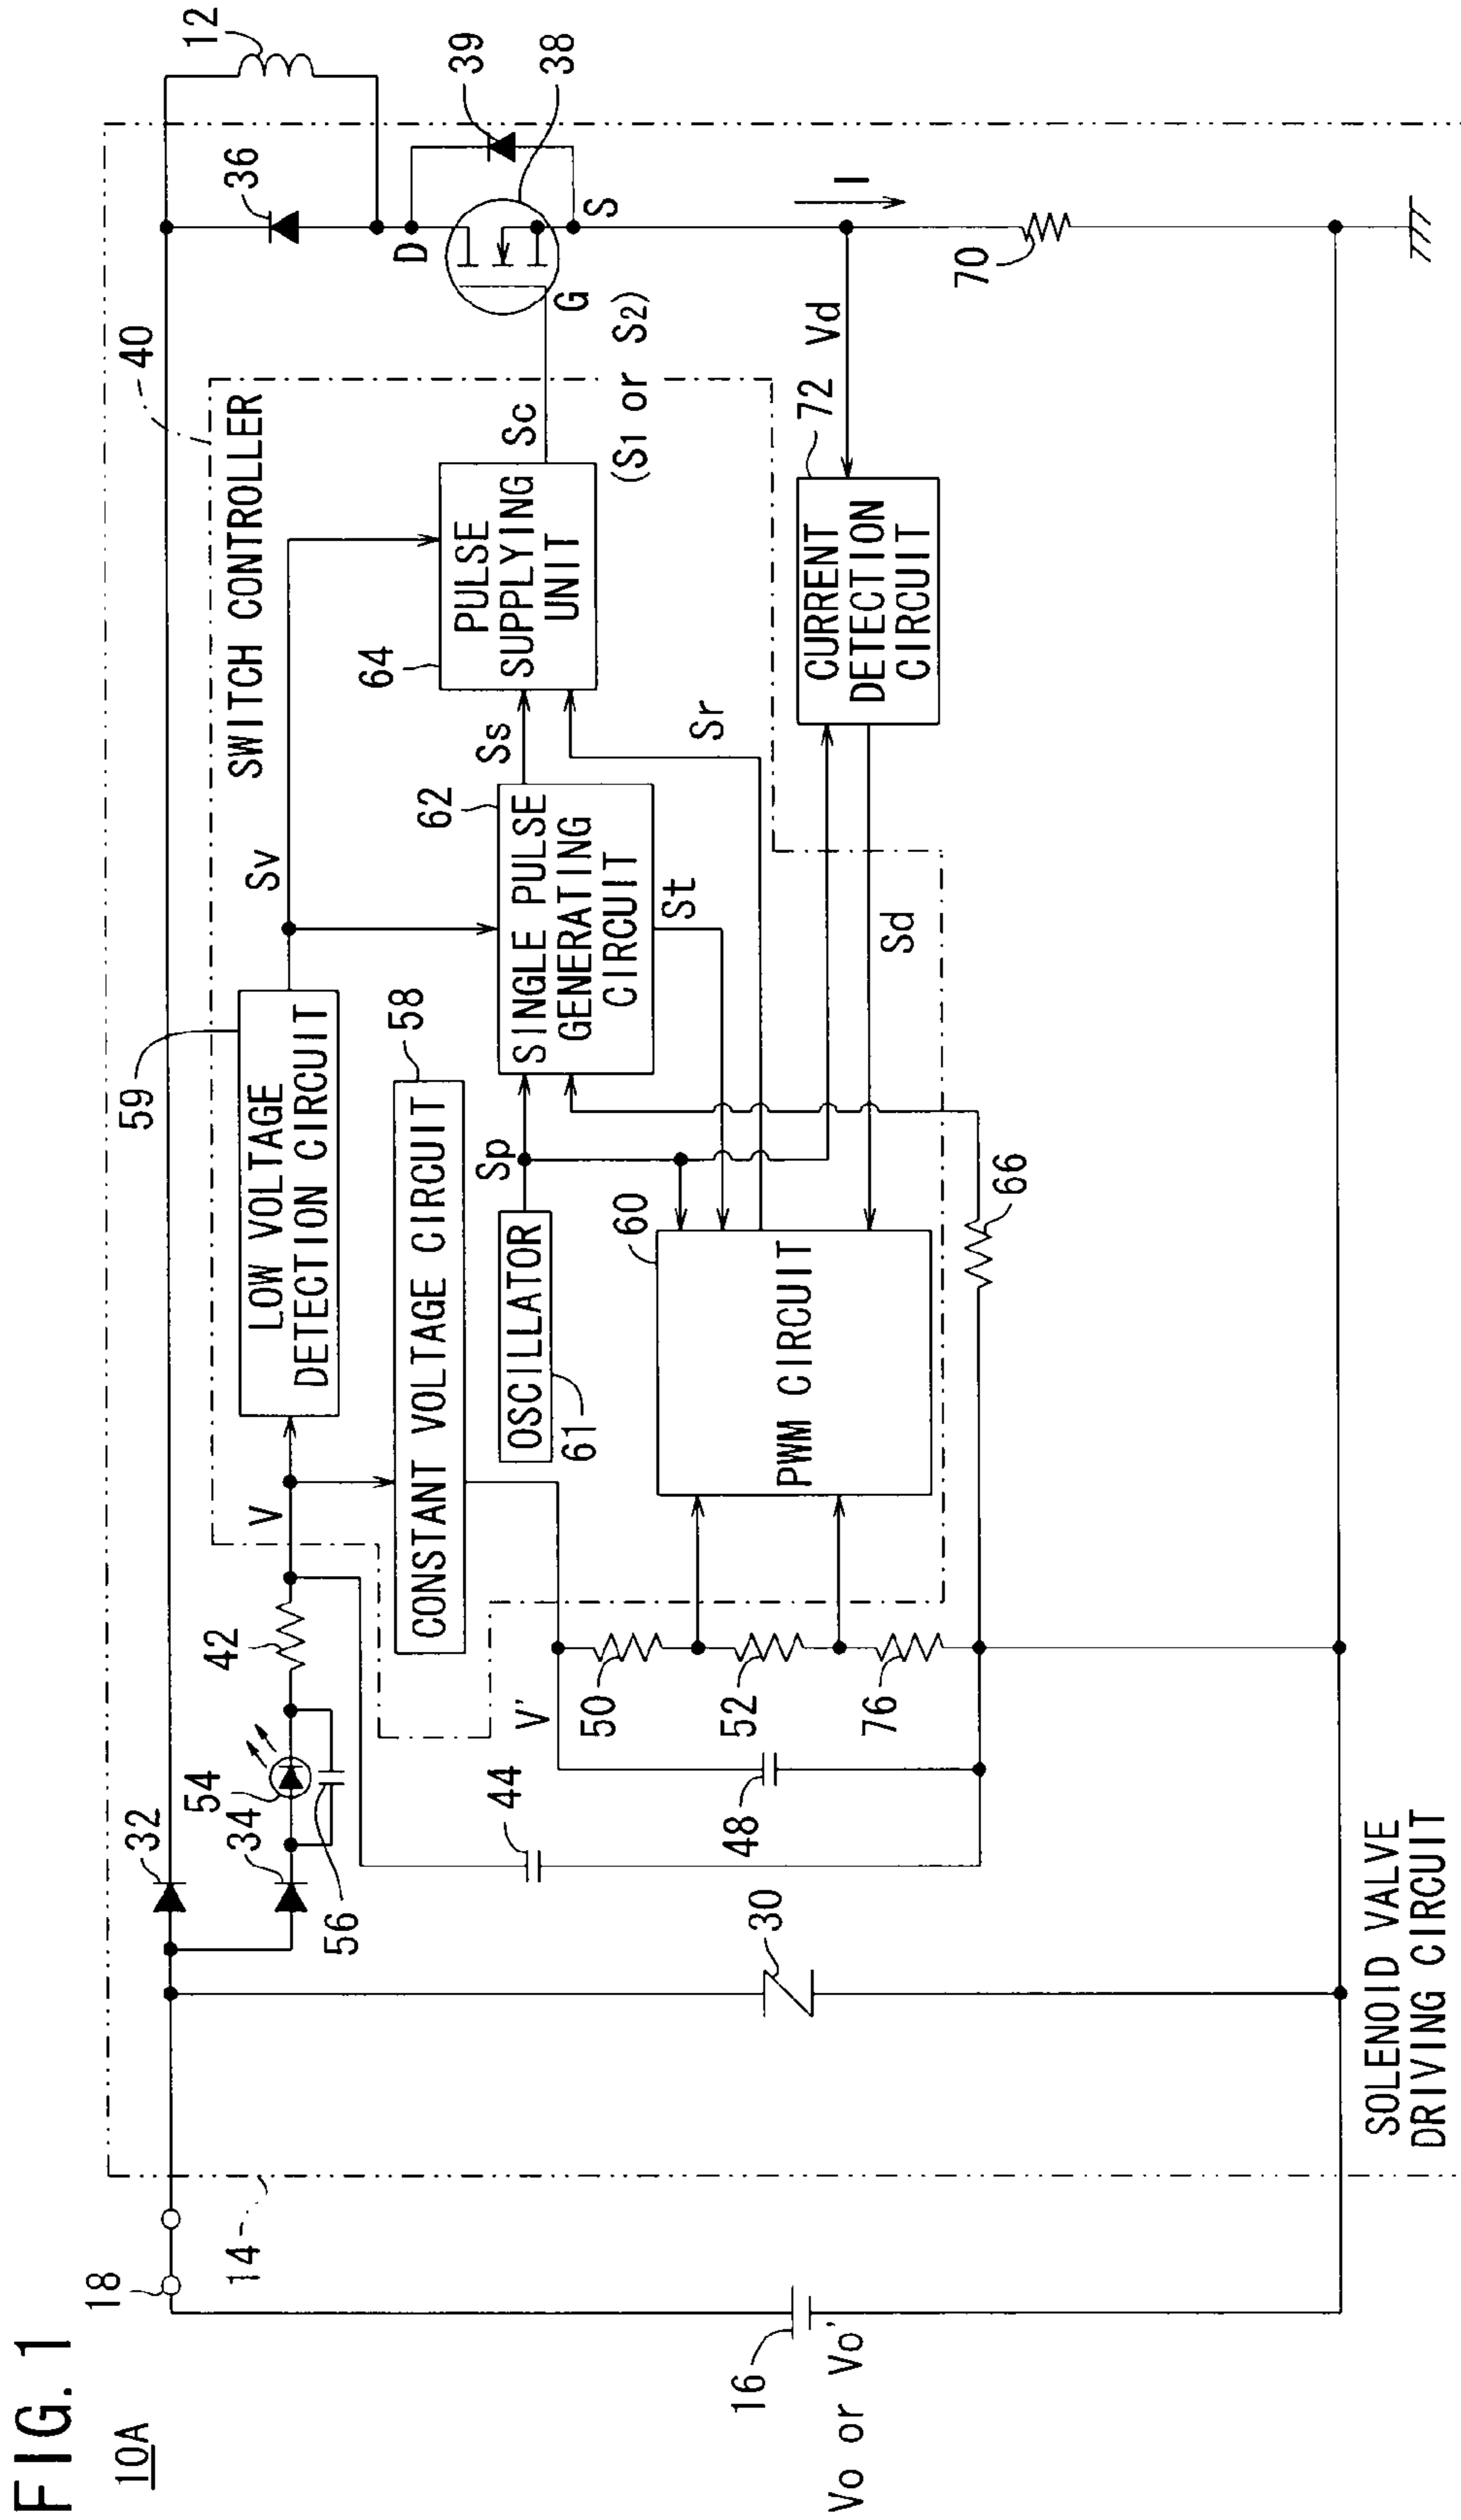 FIG. 1
10A
18
14
16
Vo or Vo'
32
54
34
42
56
V
59
LOW VOLTAGE
DETECTION CIRCUIT
Sv
SWITCH CONTROLLER
40
36
12
39
38
D
S
G
CONSTANT VOLTAGE CIRCUIT
58
44
V'
OSCILLATOR
61
Sp
62
SINGLE PULSE
GENERATING
CIRCUIT
Ss
St
64
PULSE
SUPPLYING
UNIT
Sc
(S1 or S2)
Sr
48
50
52
76
60
PWM CIRCUIT
Sd
72
CURRENT
DETECTION
CIRCUIT
Vd
I
70
30
66
SOLENOID VALVE
DRIVING CIRCUIT